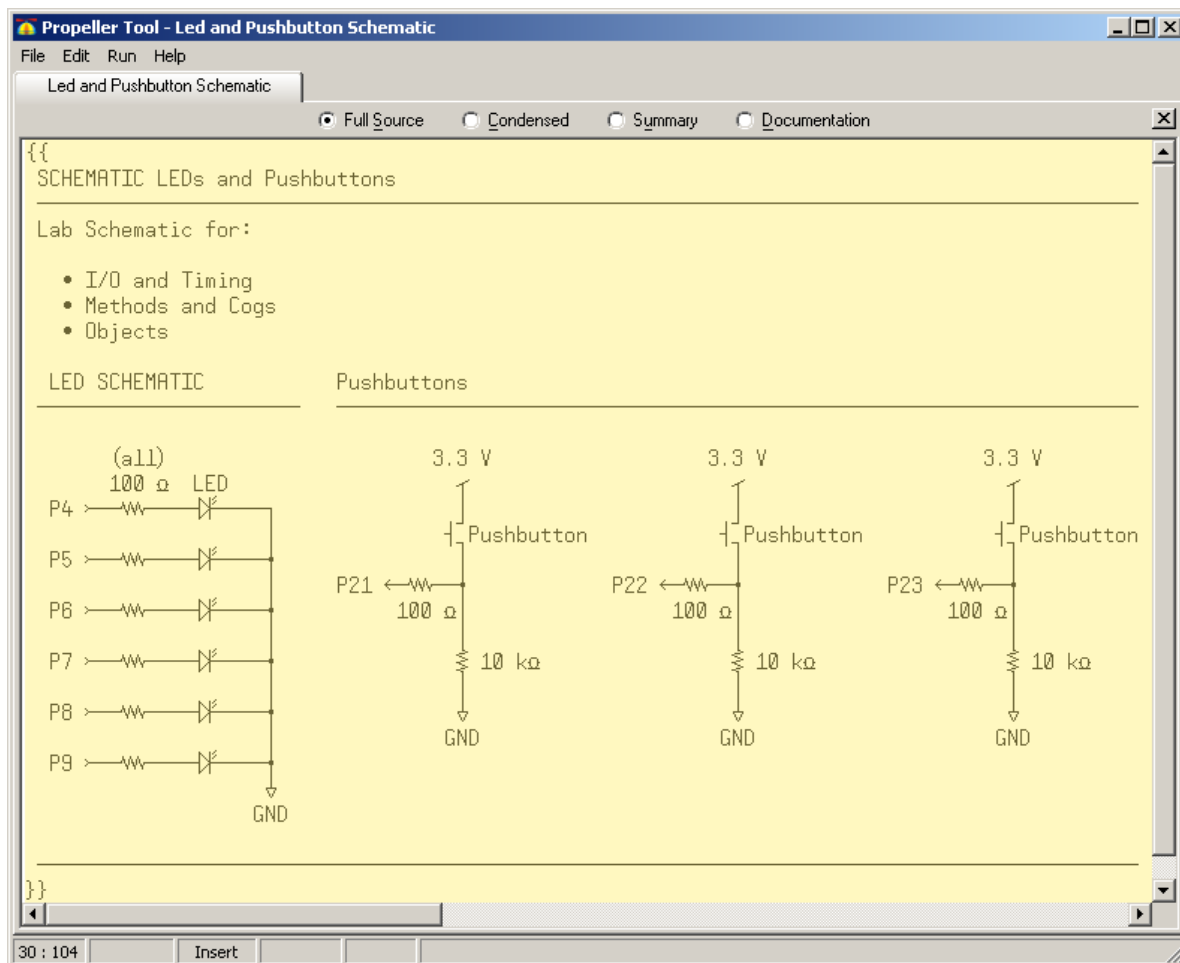 Propeller Tool - Led and Pushbutton Schematic
File Edit Run Help
Led and Pushbutton Schematic
Full Source Condensed Summary Documentation
{{
SCHEMATIC LEDs and Pushbuttons
Lab Schematic for:
• I/O and Timing
• Methods and Cogs
• Objects
LED SCHEMATIC Pushbuttons
(all) 3.3 V 3.3 V 3.3 V
100 Ω LED
P4
Pushbutton Pushbutton Pushbutton
P5
P21 P22 P23
P6 100 Ω 100 Ω 100 Ω
P7 10 kΩ 10 kΩ 10 kΩ
P8
GND GND GND
P9
GND
}}
30 : 104 Insert